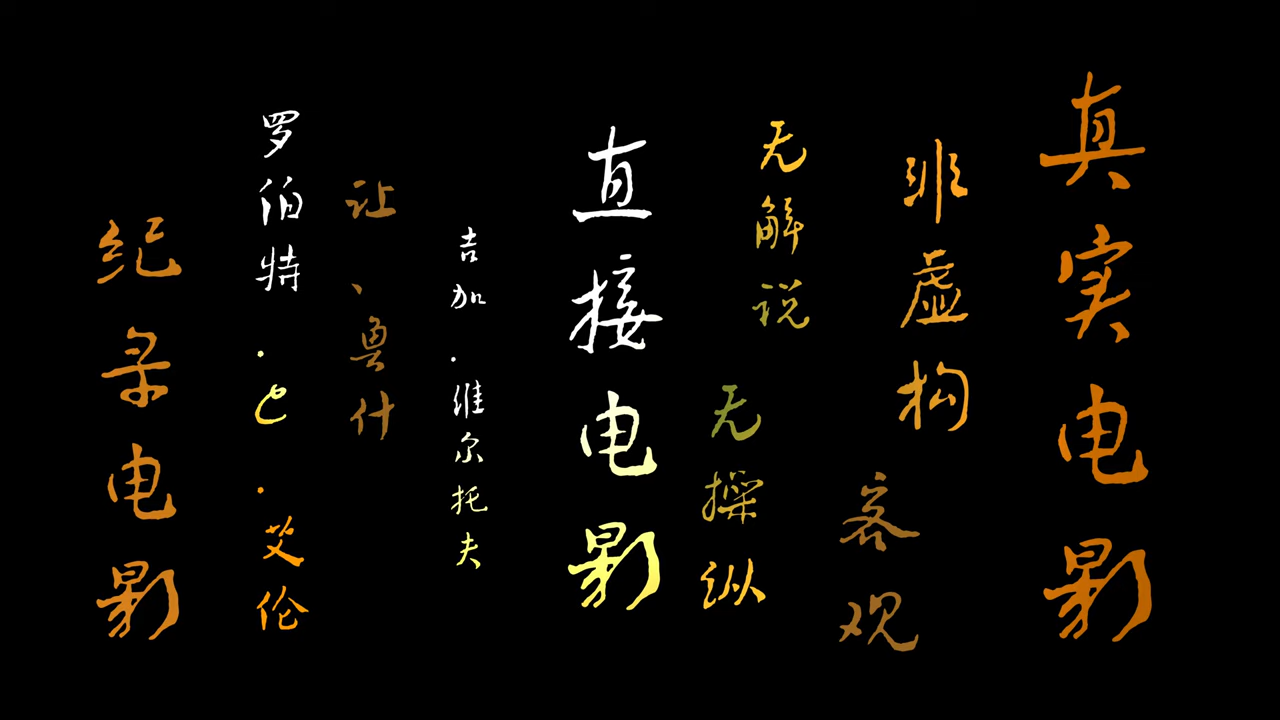 纪录电影
罗伯特·巴·艾伦
让、鲁什
吉加·维尔托夫
直接电影
无解说
无操纵
客观
非虚构
真实电影